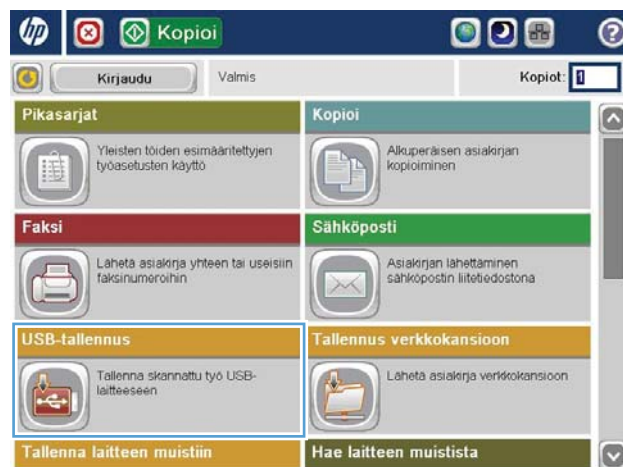 hp
Kopioi
?
Kirjaudu
Valmis
Kopiot: 1
Pikasarjat
Yleisten töiden esimääritettyjen
työasetusten käyttö
Kopioi
Alkuperäisen asiakirjan
kopioiminen
Faksi
Lähetä asiakirja yhteen tai useisiin
faksinumeroihin
Sähköposti
Asiakirjan lähettäminen
sähköpostin liitetiedostona
USB-tallennus
Tallenna skannattu työ USB-
laitteeseen
Tallennus verkkokansioon
Lähetä asiakirja verkkokansioon
Tallenna laitteen muistiin
Hae laitteen muistista